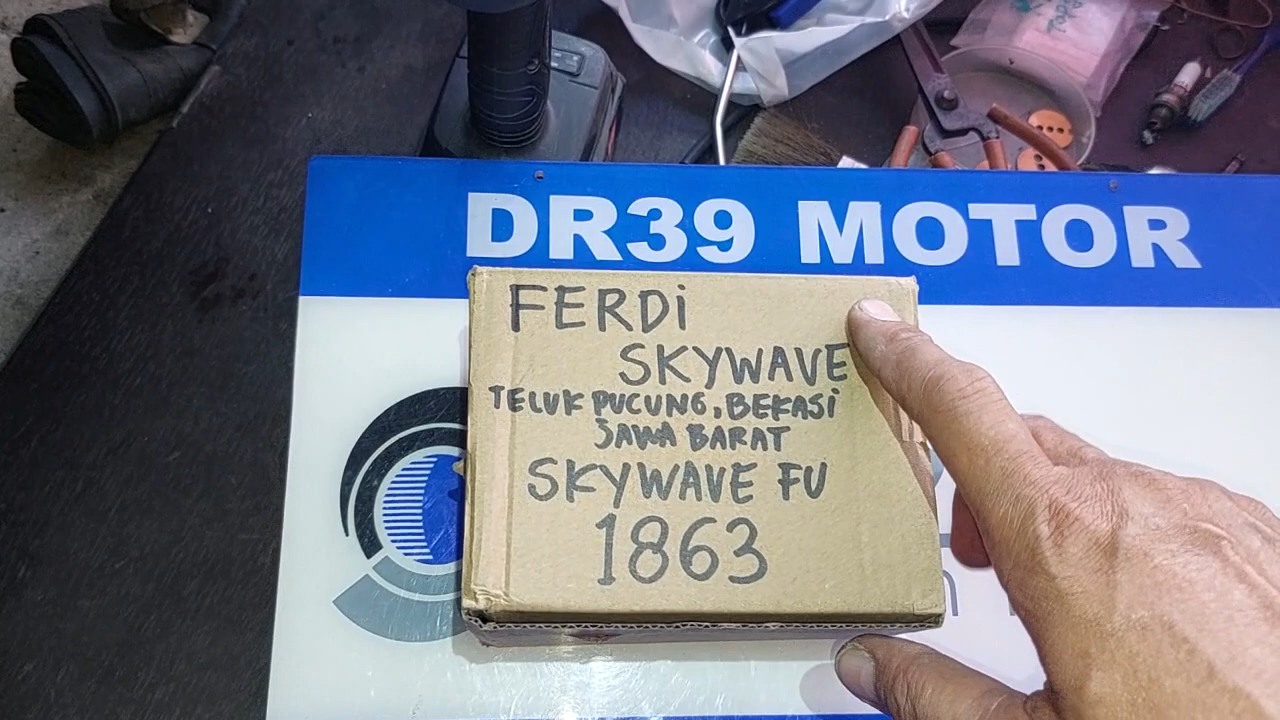 DR39 MOTOR
FERDi
SKYWAVE
TELUK PUCUNG, BEKASi
JAWA BARAT
SKYWAVE FU
1863